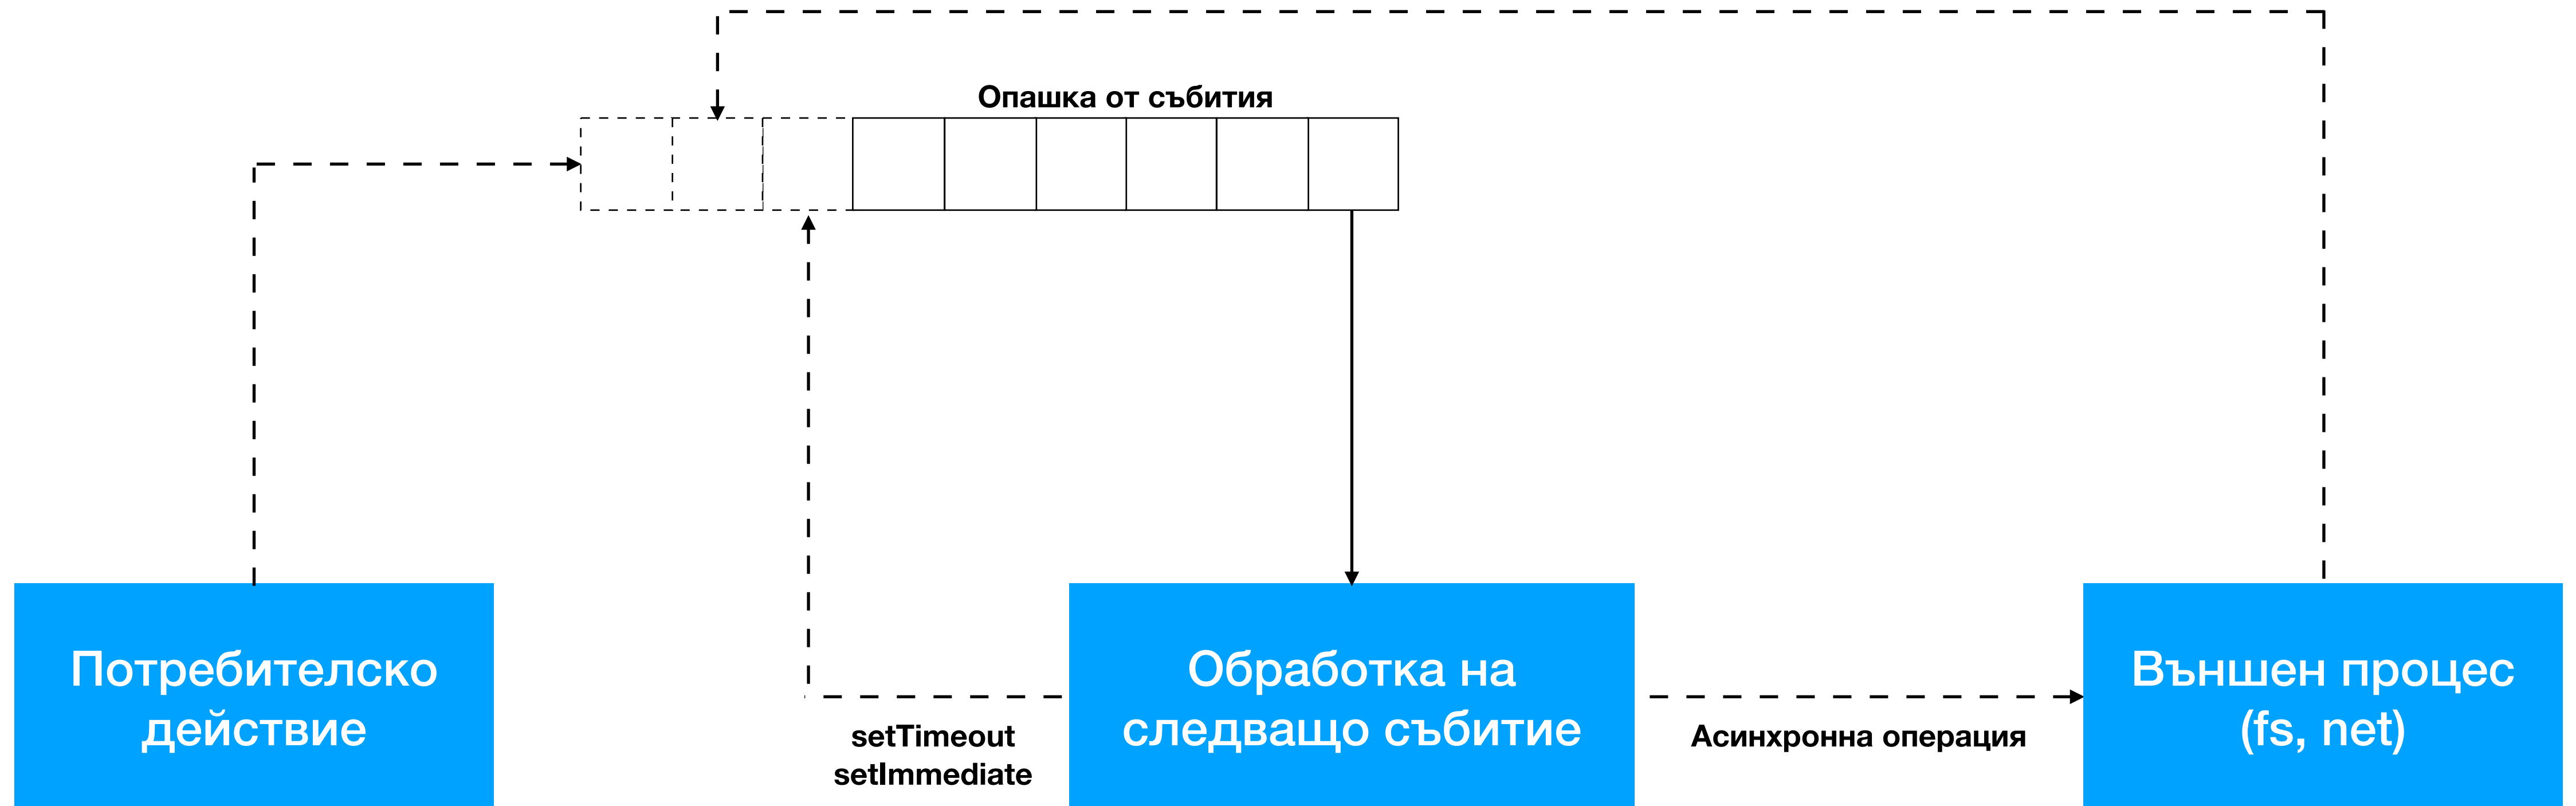 Опашка от събития
Потребителско
действие
setTimeout
setImmediate
Обработка на
следващо събитие
Асинхронна операция
Външен процес
(fs, net)